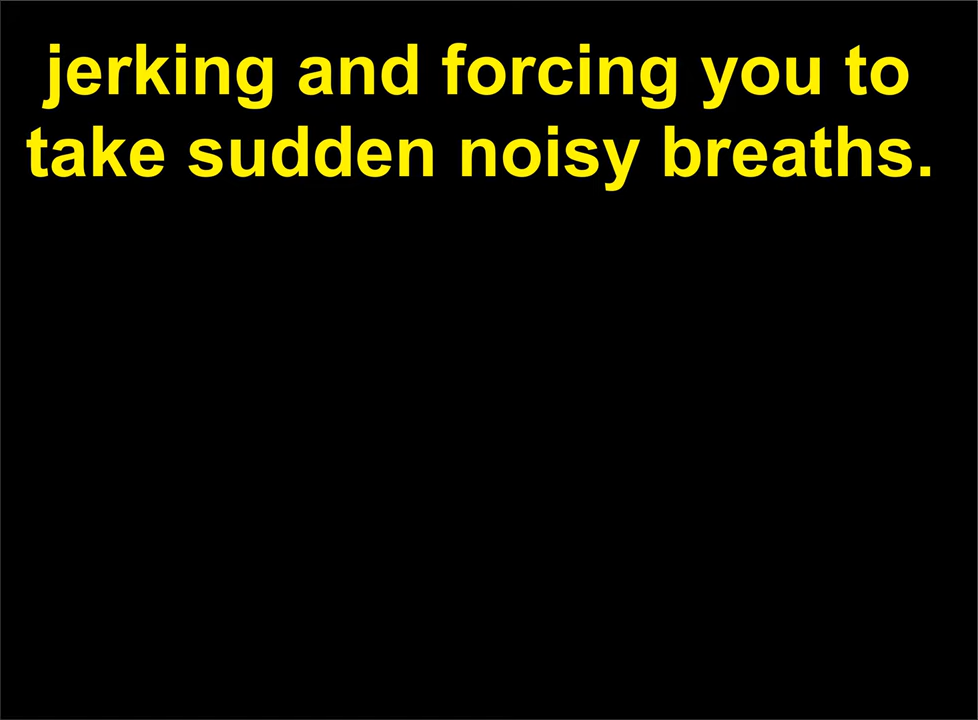 jerking and forcing you to
take sudden noisy breaths.